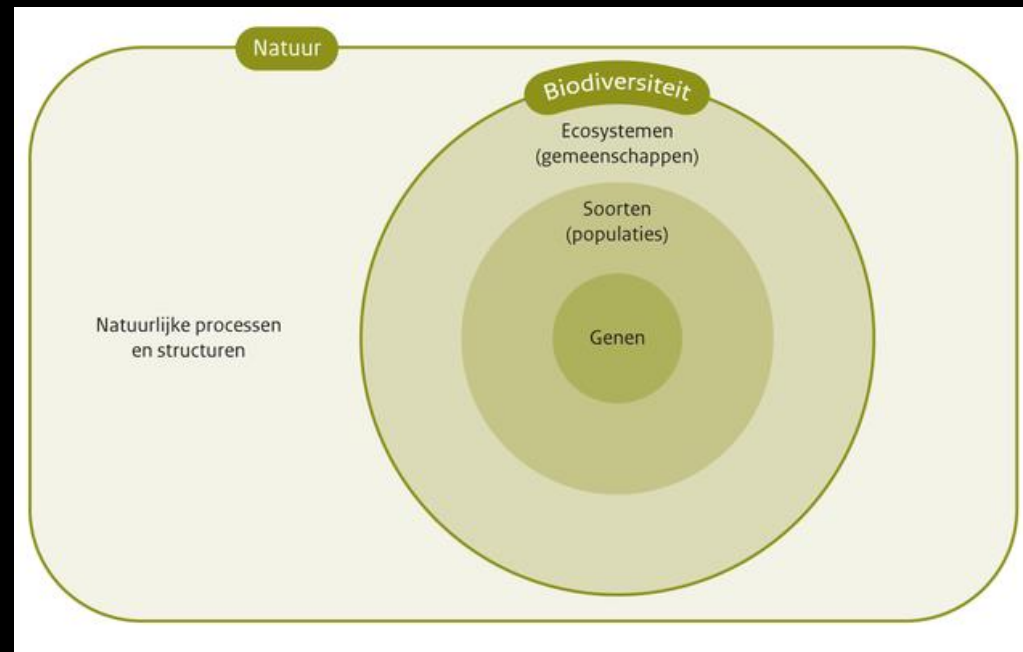 Natuur
Biodiversiteit
Ecosystemen
(gemeenschappen)
Soorten
(populaties)
Natuurlijke processen
en structuren
Genen